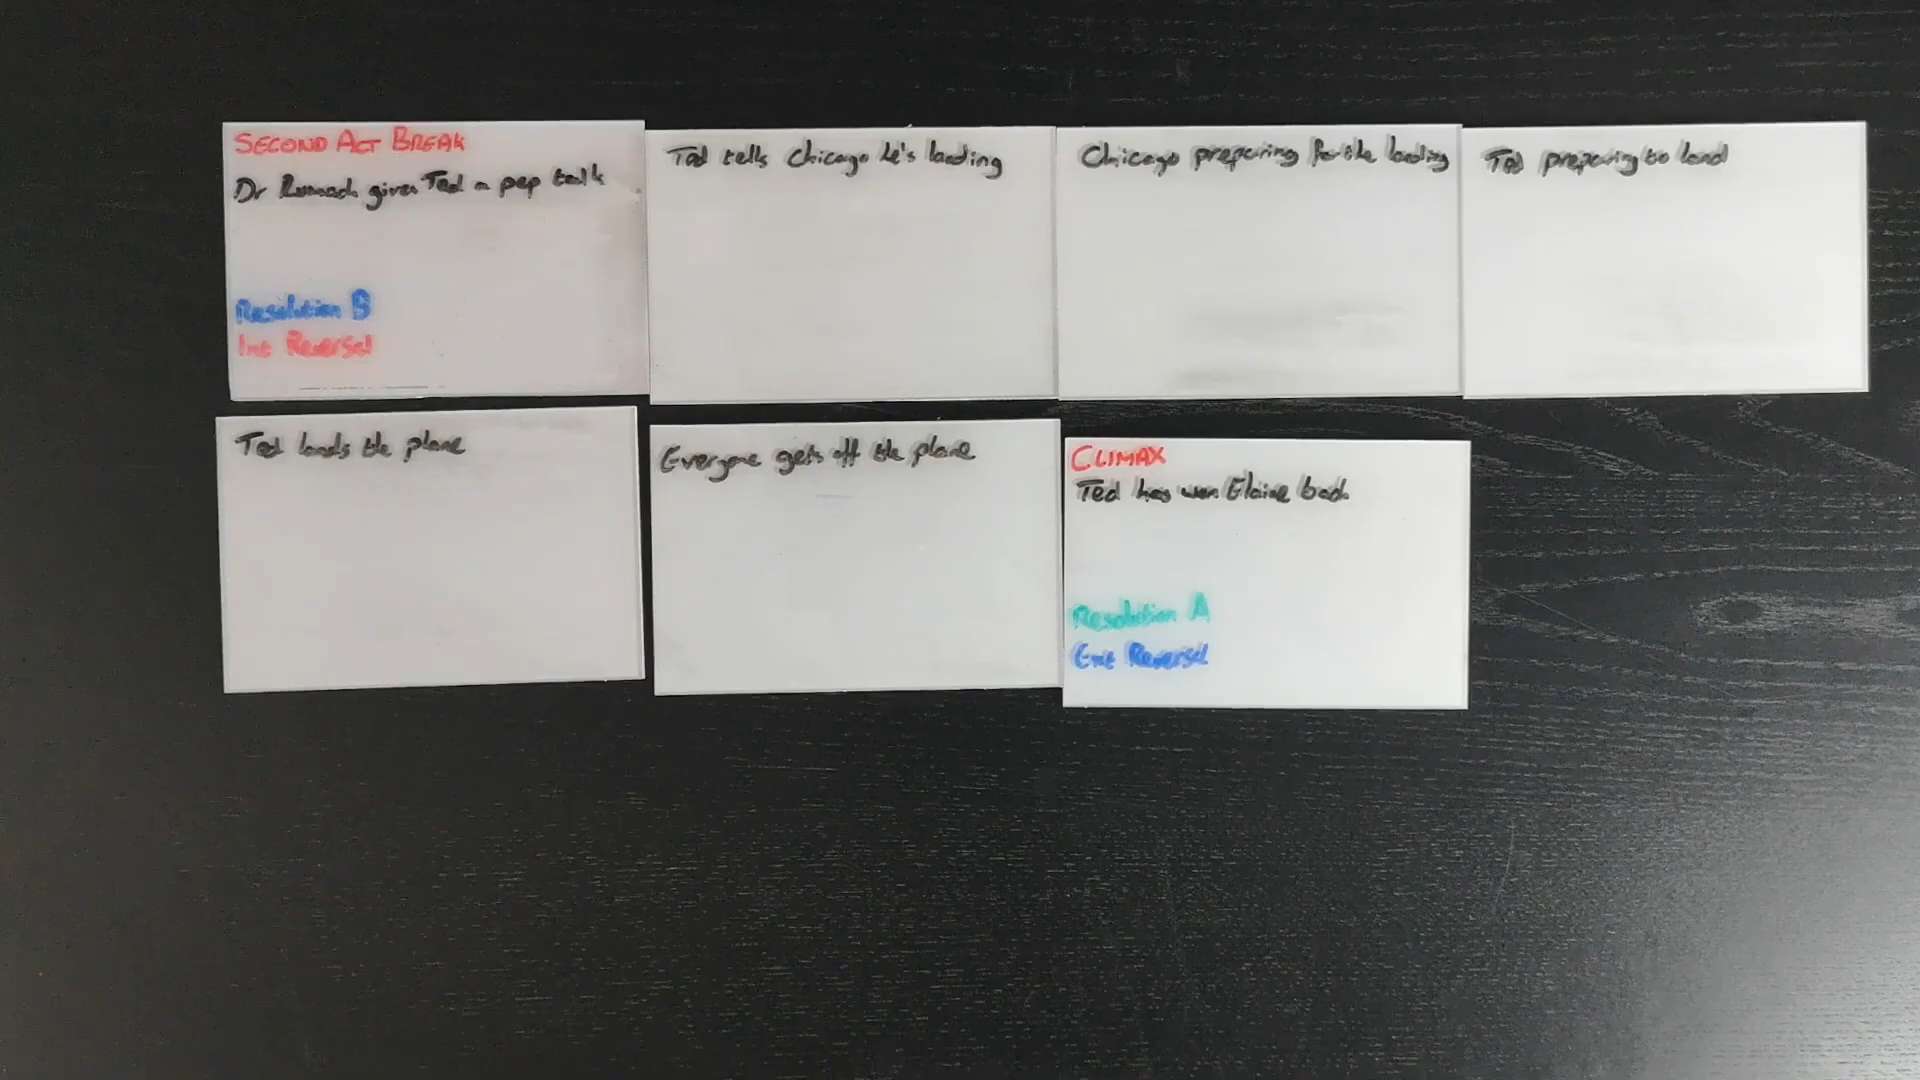 SECOND ACT BREAK
Dr Rumack gives Ted a pep talk
Resolution B
Int Reversal
Ted tells Chicago he's landing
Chicago preparing for the landing
Ted preparing to land
Ted lands the plane
Everyone gets off the plane
CLIMAX
Ted has won Elaine back
Resolution A
Ext Reversal